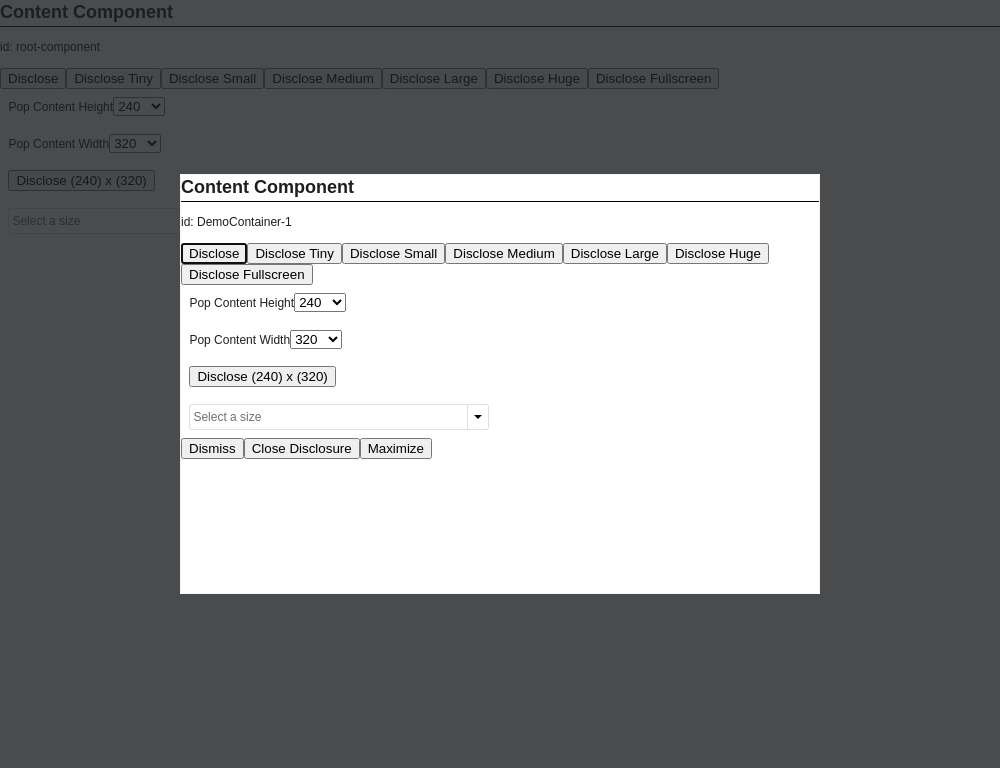 Content Component
id: root-component
Disclose Disclose Tiny Disclose Small Disclose Medium Disclose Large Disclose Huge Disclose Fullscreen
Pop Content Height 240
Pop Content Width 320
Disclose (240) x (320)
Select a size
Content Component
id: DemoContainer-1
Disclose Disclose Tiny Disclose Small Disclose Medium Disclose Large Disclose Huge
Disclose Fullscreen
Pop Content Height 240
Pop Content Width 320
Disclose (240) x (320)
Select a size
Dismiss Close Disclosure Maximize